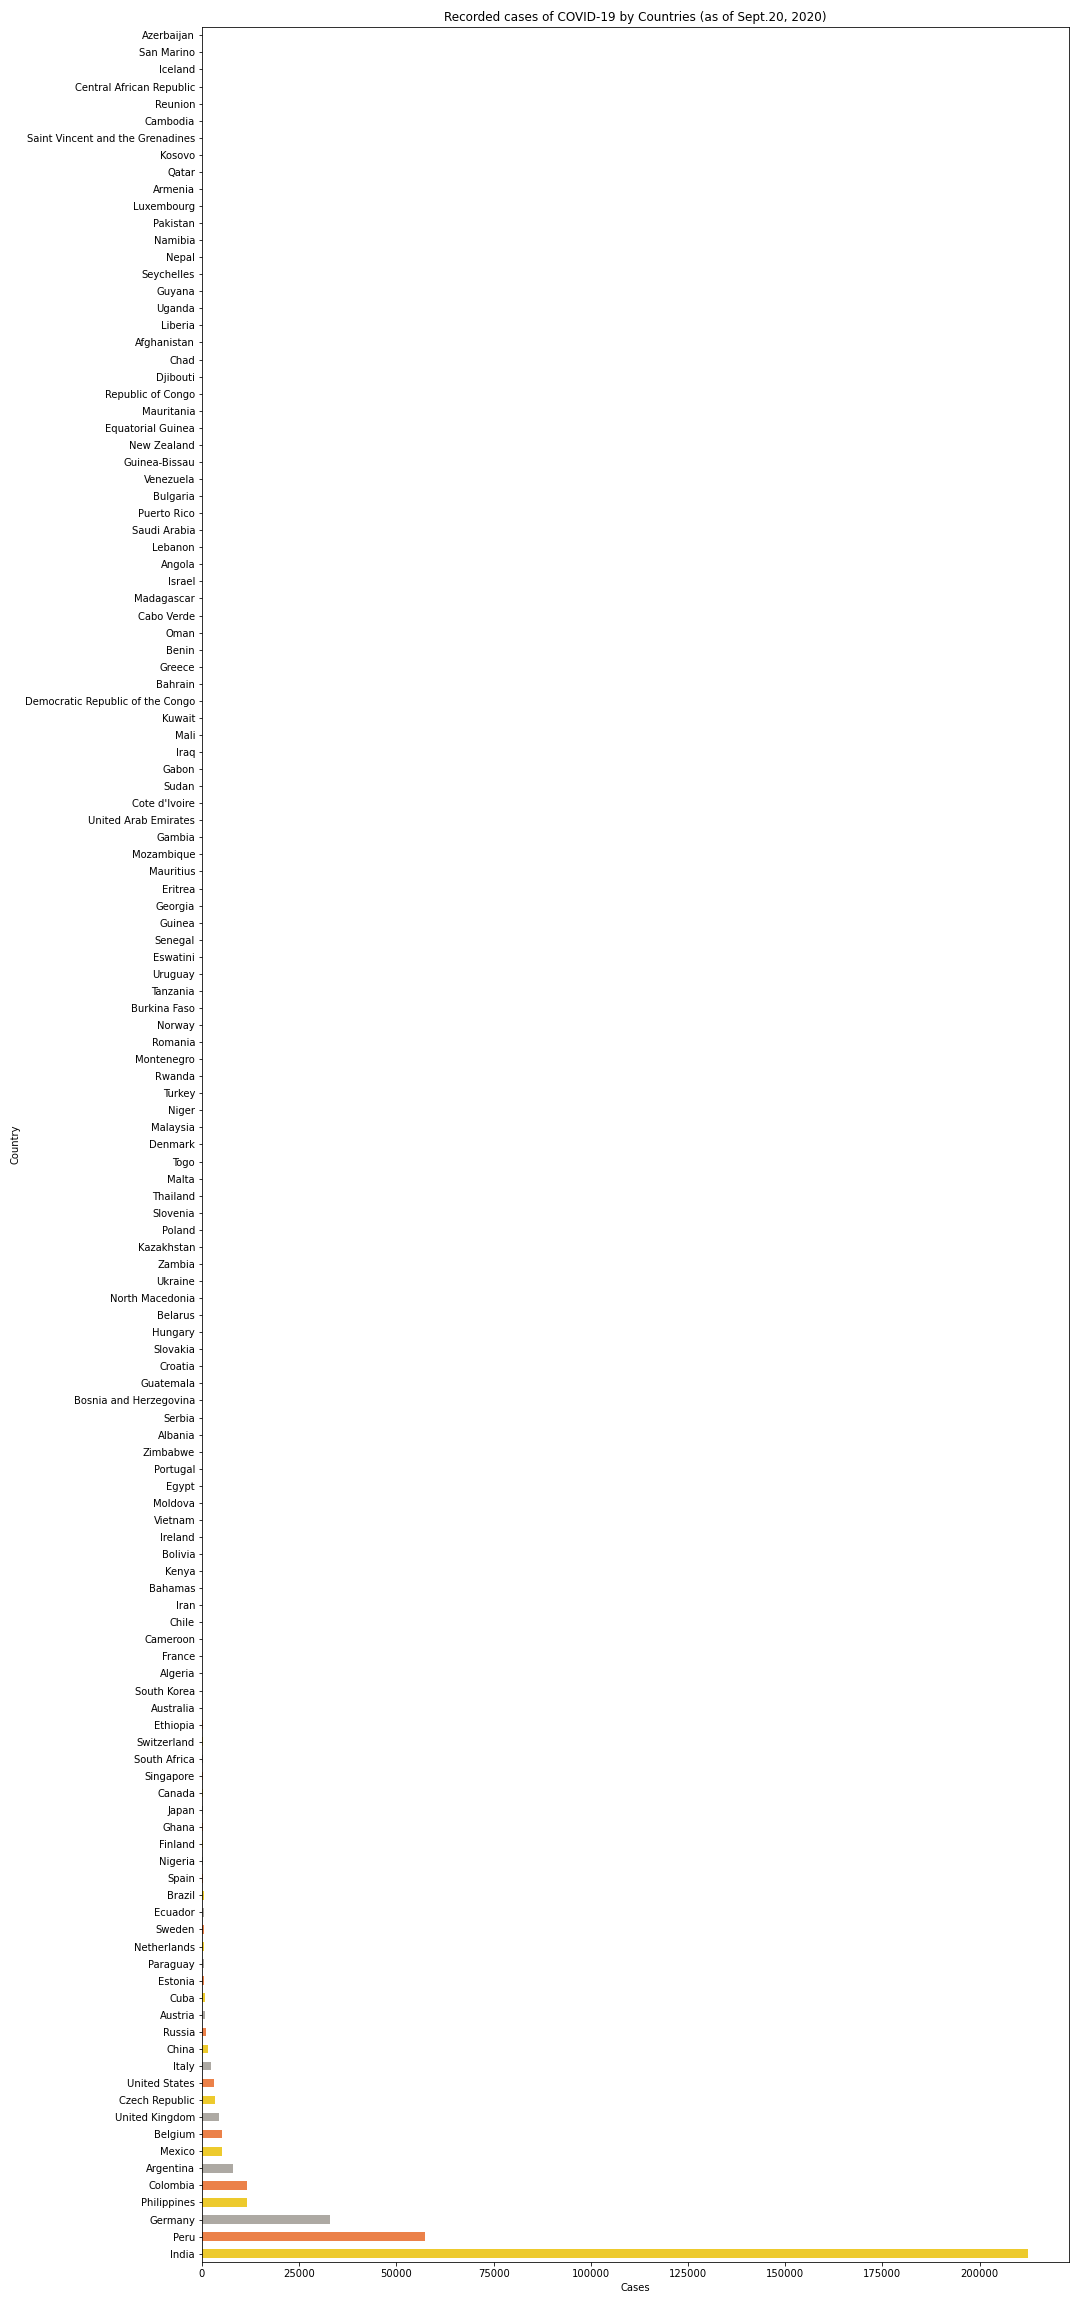 Recorded cases of COVID-19 by Countries (as of Sept.20, 2020)
Azerbaijan
San Marino
Iceland
Central African Republic
Reunion
Cambodia
Saint Vincent and the Grenadines
Kosovo
Qatar
Armenia
Luxembourg
Pakistan
Namibia
Nepal
Seychelles
Guyana
Uganda
Liberia
Afghanistan
Chad
Djibouti
Republic of Congo
Mauritania
Equatorial Guinea
New Zealand
Guinea-Bissau
Venezuela
Bulgaria
Puerto Rico
Saudi Arabia
Lebanon
Angola
Israel
Madagascar
Cabo Verde
Oman
Benin
Greece
Bahrain
Democratic Republic of the Congo
Kuwait
Mali
Iraq
Gabon
Sudan
Cote d'Ivoire
United Arab Emirates
Gambia
Mozambique
Mauritius
Eritrea
Georgia
Guinea
Senegal
Eswatini
Uruguay
Tanzania
Burkina Faso
Norway
Romania
Montenegro
Rwanda
Turkey
Niger
Malaysia
Denmark
Togo
Malta
Thailand
Slovenia
Poland
Kazakhstan
Zambia
Ukraine
North Macedonia
Belarus
Hungary
Slovakia
Croatia
Guatemala
Bosnia and Herzegovina
Serbia
Albania
Zimbabwe
Portugal
Egypt
Moldova
Vietnam
Ireland
Bolivia
Kenya
Bahamas
Iran
Chile
Cameroon
France
Algeria
South Korea
Australia
Ethiopia
Switzerland
South Africa
Singapore
Canada
Japan
Ghana
Finland
Nigeria
Spain
Brazil
Ecuador
Sweden
Netherlands
Paraguay
Estonia
Cuba
Austria
Russia
China
Italy
United States
Czech Republic
United Kingdom
Belgium
Mexico
Argentina
Colombia
Philippines
Germany
Peru
India
Country
0 25000 50000 75000 100000 125000 150000 175000 200000
Cases